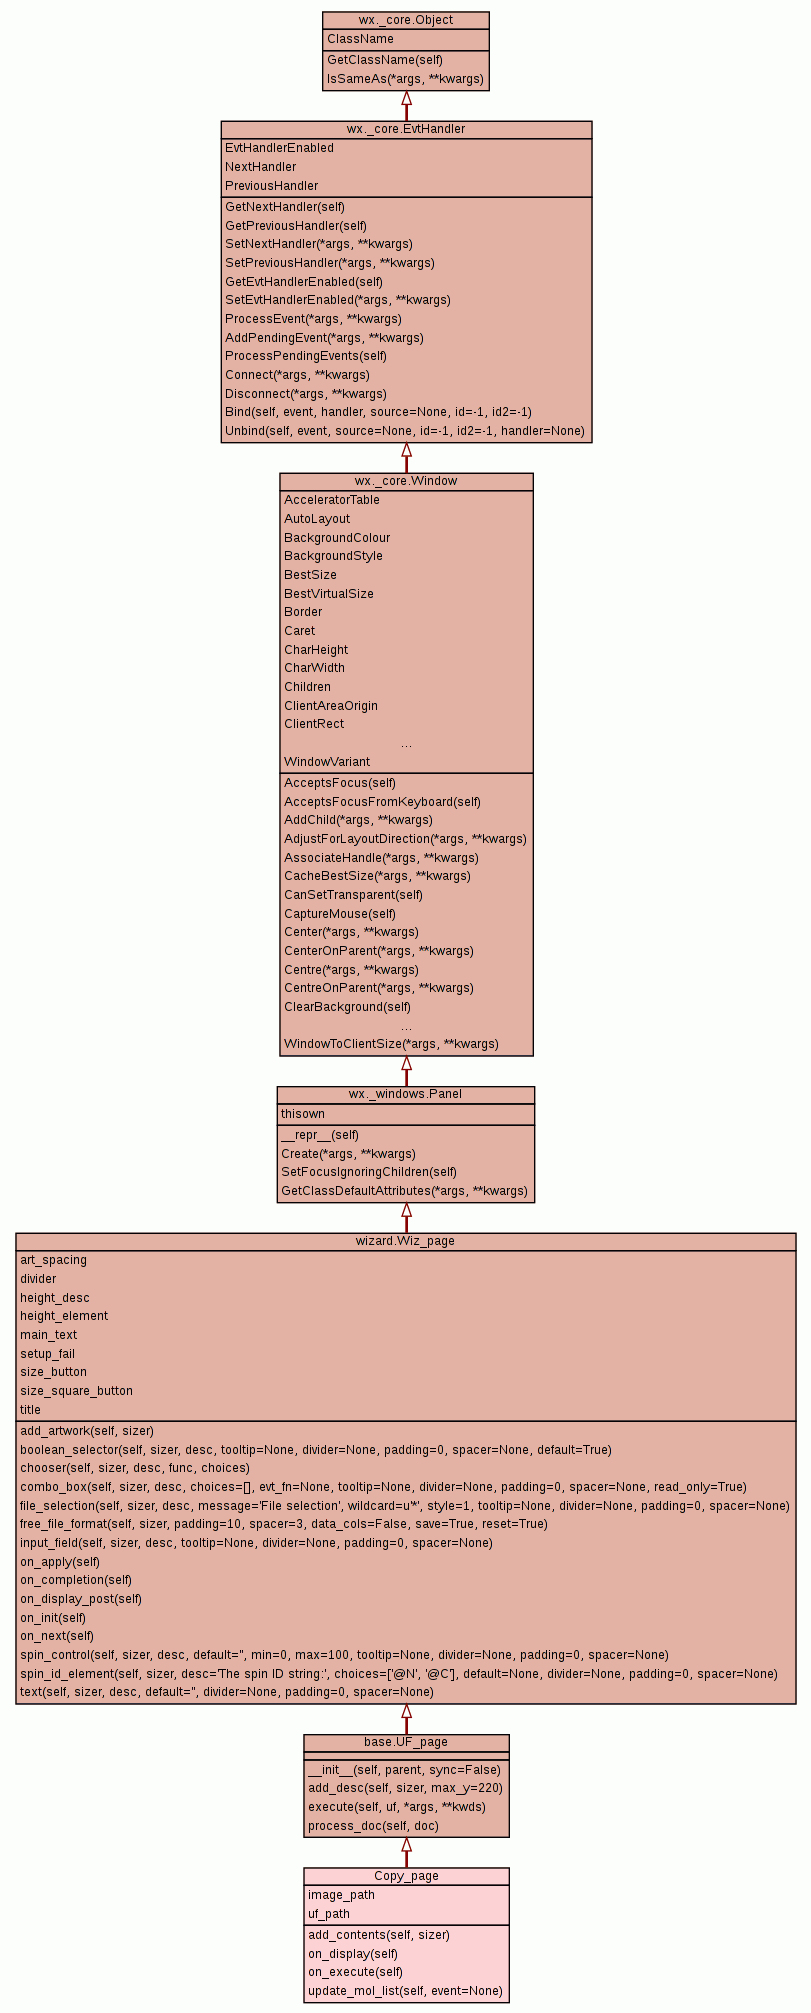 wx._core.Object
ClassName
GetClassName(self)
IsSameAs(*args, **kwargs)
wx._core.EvtHandler
EvtHandlerEnabled
NextHandler
PreviousHandler
GetNextHandler(self)
GetPreviousHandler(self)
SetNextHandler(*args, **kwargs)
SetPreviousHandler(*args, **kwargs)
GetEvtHandlerEnabled(self)
SetEvtHandlerEnabled(*args, **kwargs)
ProcessEvent(*args, **kwargs)
AddPendingEvent(*args, **kwargs)
ProcessPendingEvents(self)
Connect(*args, **kwargs)
Disconnect(*args, **kwargs)
Bind(self, event, handler, source=None, id=-1, id2=-1)
Unbind(self, event, source=None, id=-1, id2=-1, handler=None)
wx._core.Window
AcceleratorTable
AutoLayout
BackgroundColour
BackgroundStyle
BestSize
BestVirtualSize
Border
Caret
CharHeight
CharWidth
Children
ClientAreaOrigin
ClientRect
...
WindowVariant
AcceptsFocus(self)
AcceptsFocusFromKeyboard(self)
AddChild(*args, **kwargs)
AdjustForLayoutDirection(*args, **kwargs)
AssociateHandle(*args, **kwargs)
CacheBestSize(*args, **kwargs)
CanSetTransparent(self)
CaptureMouse(self)
Center(*args, **kwargs)
CenterOnParent(*args, **kwargs)
Centre(*args, **kwargs)
CentreOnParent(*args, **kwargs)
ClearBackground(self)
...
WindowToClientSize(*args, **kwargs)
wx._windows.Panel
thisown
__repr__(self)
Create(*args, **kwargs)
SetFocusIgnoringChildren(self)
GetClassDefaultAttributes(*args, **kwargs)
wizard.Wiz_page
art_spacing
divider
height_desc
height_element
main_text
setup_fail
size_button
size_square_button
title
add_artwork(self, sizer)
boolean_selector(self, sizer, desc, tooltip=None, divider=None, padding=0, spacer=None, default=True)
chooser(self, sizer, desc, func, choices)
combo_box(self, sizer, desc, choices=[], evt_fn=None, tooltip=None, divider=None, padding=0, spacer=None, read_only=True)
file_selection(self, sizer, desc, message='File selection', wildcard=u'*', style=1, tooltip=None, divider=None, padding=0, spacer=None)
free_file_format(self, sizer, padding=10, spacer=3, data_cols=False, save=True, reset=True)
input_field(self, sizer, desc, tooltip=None, divider=None, padding=0, spacer=None)
on_apply(self)
on_completion(self)
on_display_post(self)
on_init(self)
on_next(self)
spin_control(self, sizer, desc, default='', min=0, max=100, tooltip=None, divider=None, padding=0, spacer=None)
spin_id_element(self, sizer, desc='The spin ID string:', choices=['@N', '@C'], default=None, divider=None, padding=0, spacer=None)
text(self, sizer, desc, default='', divider=None, padding=0, spacer=None)
base.UF_page
__init__(self, parent, sync=False)
add_desc(self, sizer, max_y=220)
execute(self, uf, *args, **kwds)
process_doc(self, doc)
Copy_page
image_path
uf_path
add_contents(self, sizer)
on_display(self)
on_execute(self)
update_mol_list(self, event=None)